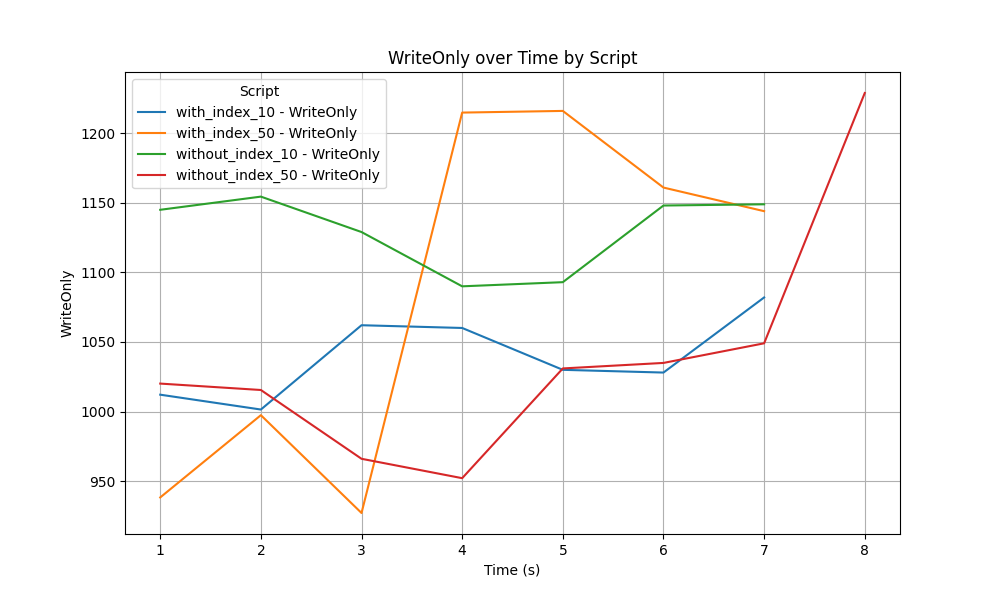 WriteOnly over Time by Script
Script
with_index_10 - WriteOnly
with_index_50 - WriteOnly
without_index_10 - WriteOnly
without_index_50 - WriteOnly
WriteOnly
1200
1150
1100
1050
1000
950
1 2 3 4 5 6 7 8
Time (s)